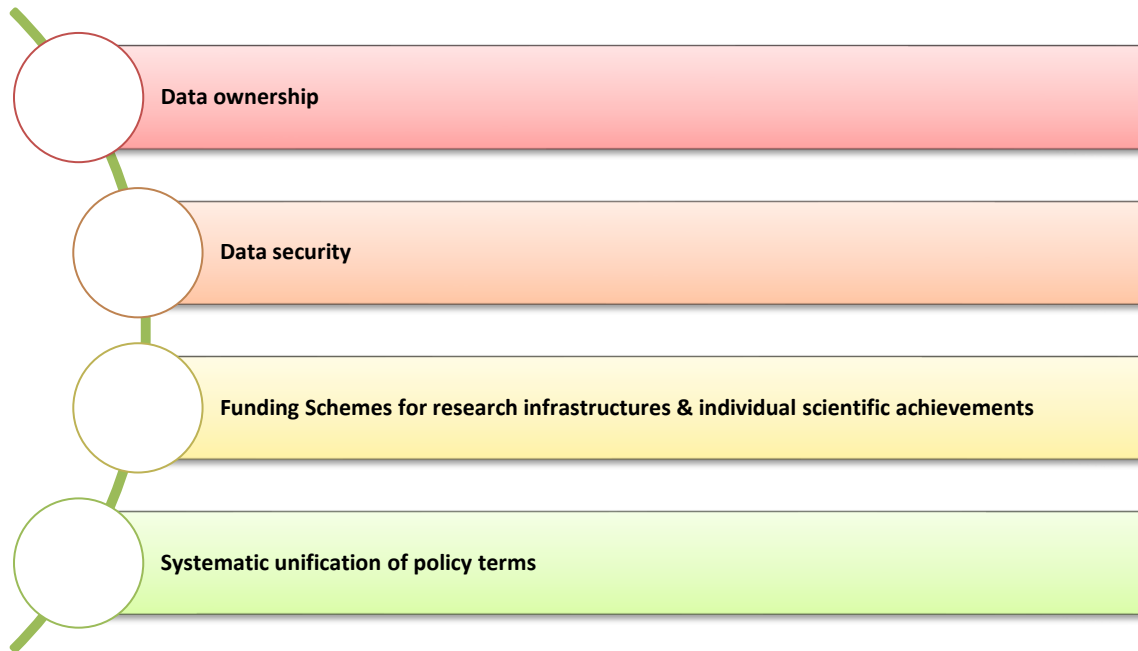 Data ownership
Data security
Funding Schemes for research infrastructures & individual scientific achievements
Systematic unification of policy terms